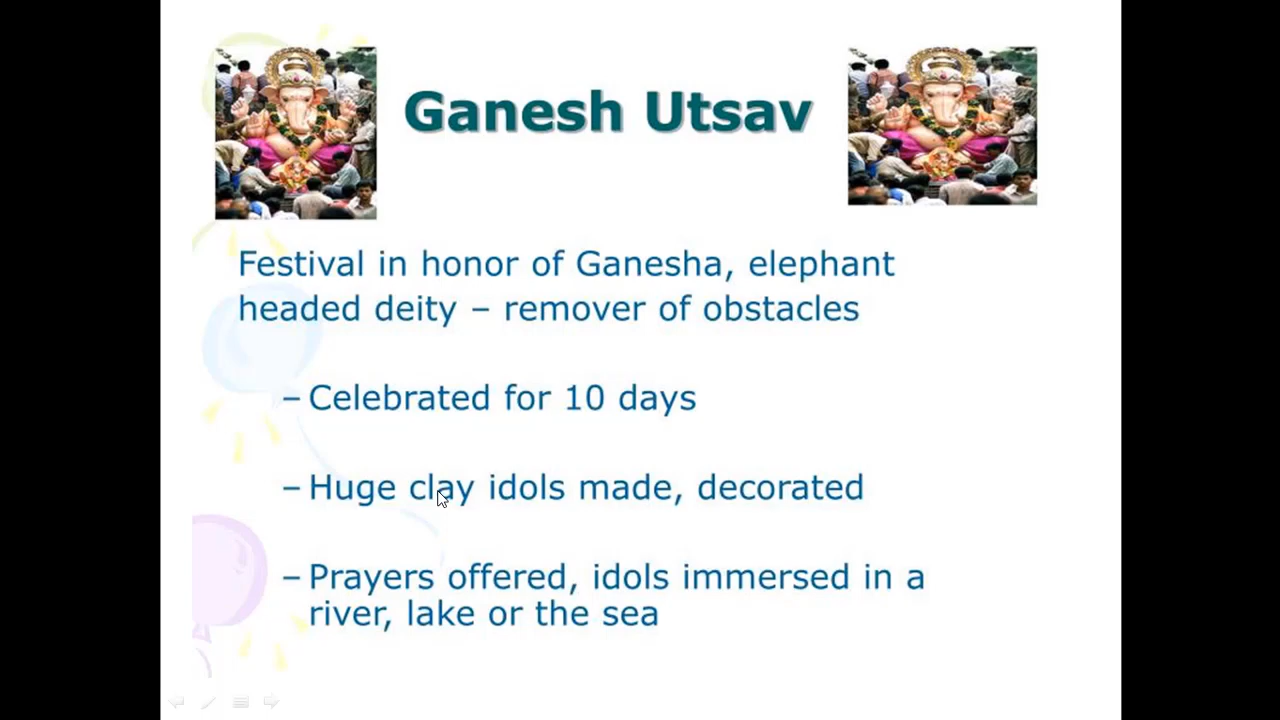 Ganesh Utsav
Festival in honor of Ganesha, elephant
headed deity – remover of obstacles
– Celebrated for 10 days
– Huge clay idols made, decorated
– Prayers offered, idols immersed in a
river, lake or the sea